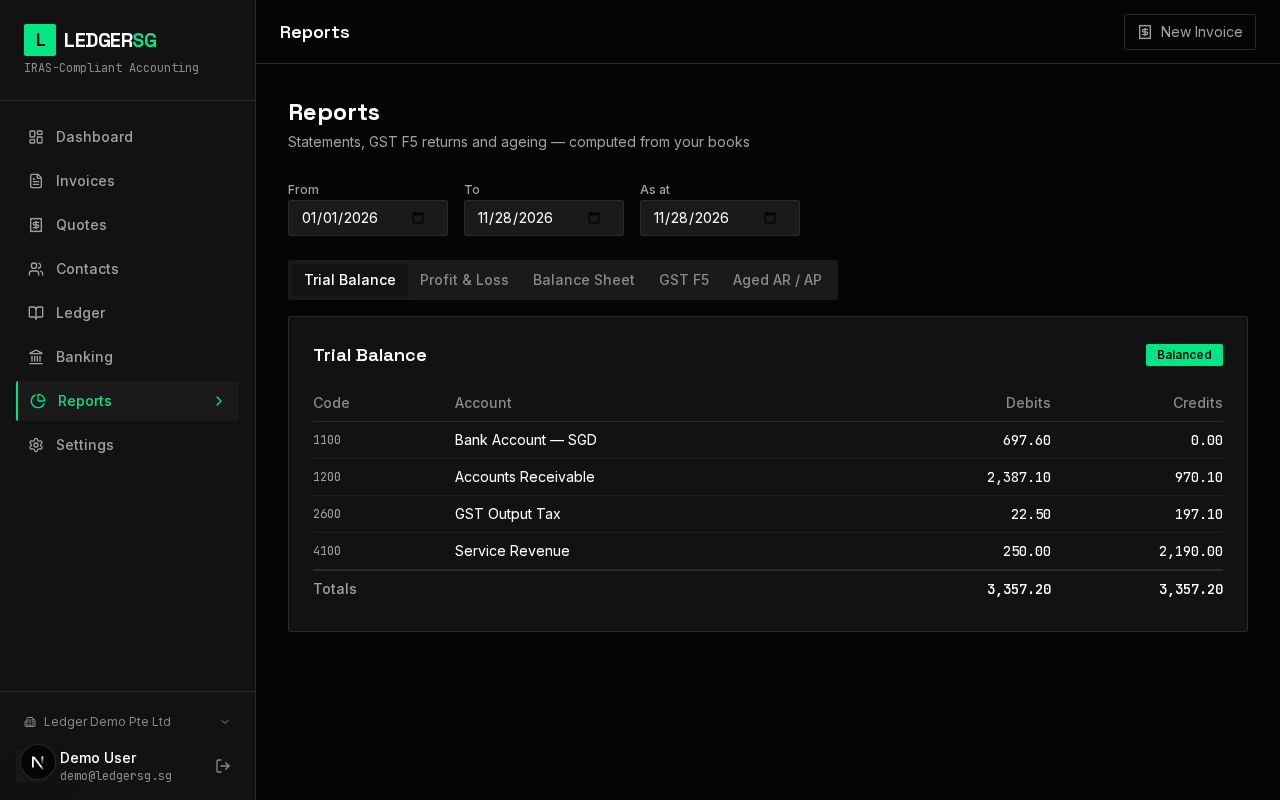 L LEDGERSG
IRAS-Compliant Accounting
Dashboard
Invoices
Quotes
Contacts
Ledger
Banking
Reports
Settings
Ledger Demo Pte Ltd
N Demo User
demo@ledgersg.sg
Reports
New Invoice
Reports
Statements, GST F5 returns and ageing — computed from your books
From To As at
01/01/2026 11/28/2026 11/28/2026
Trial Balance Profit & Loss Balance Sheet GST F5 Aged AR / AP
Trial Balance Balanced
Code Account Debits Credits
1100 Bank Account — SGD 697.60 0.00
1200 Accounts Receivable 2,387.10 970.10
2600 GST Output Tax 22.50 197.10
4100 Service Revenue 250.00 2,190.00
Totals 3,357.20 3,357.20